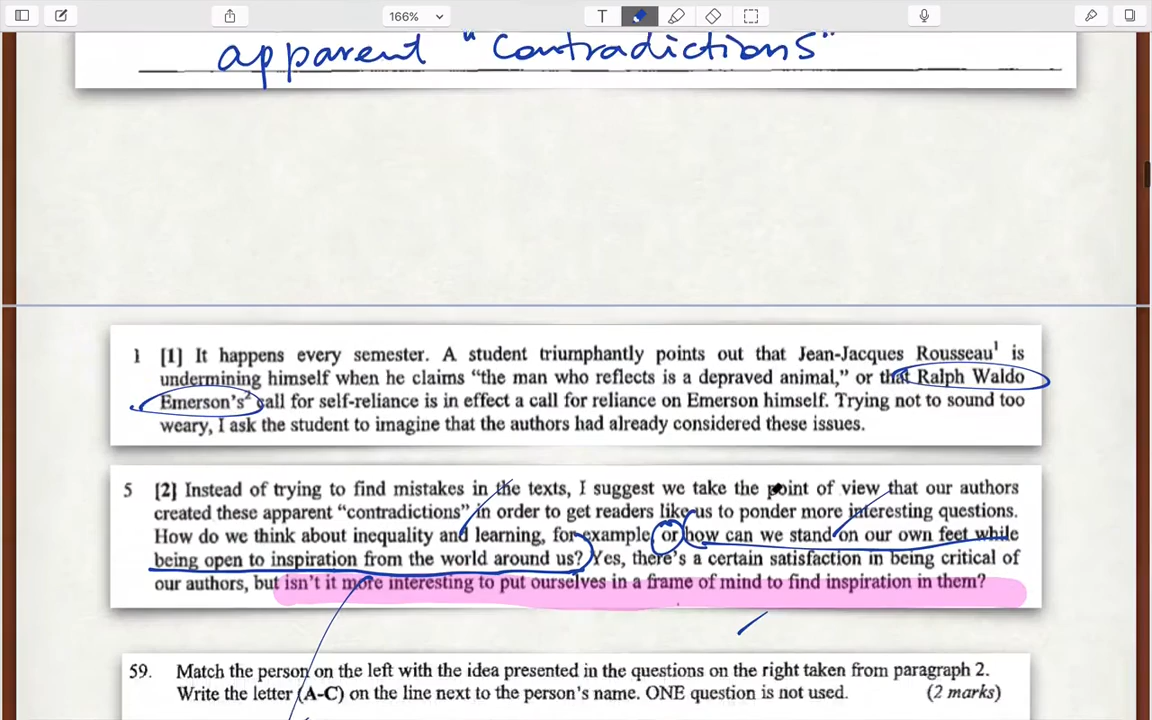 166%
T
apparent "contradictions"
1 [1] It happens every semester. A student triumphantly points out that Jean-Jacques Rousseau¹ is
undermining himself when he claims “the man who reflects is a depraved animal,” or that Ralph Waldo
Emerson's² call for self-reliance is in effect a call for reliance on Emerson himself. Trying not to sound too
weary, I ask the student to imagine that the authors had already considered these issues.
5 [2] Instead of trying to find mistakes in the texts, I suggest we take the point of view that our authors
created these apparent “contradictions” in order to get readers like us to ponder more interesting questions.
How do we think about inequality and learning, for example, or how can we stand on our own feet while
being open to inspiration from the world around us? Yes, there's a certain satisfaction in being critical of
our authors, but isn't it more interesting to put ourselves in a frame of mind to find inspiration in them?
59. Match the person on the left with the idea presented in the questions on the right taken from paragraph 2.
Write the letter (A-C) on the line next to the person's name. ONE question is not used. (2 marks)